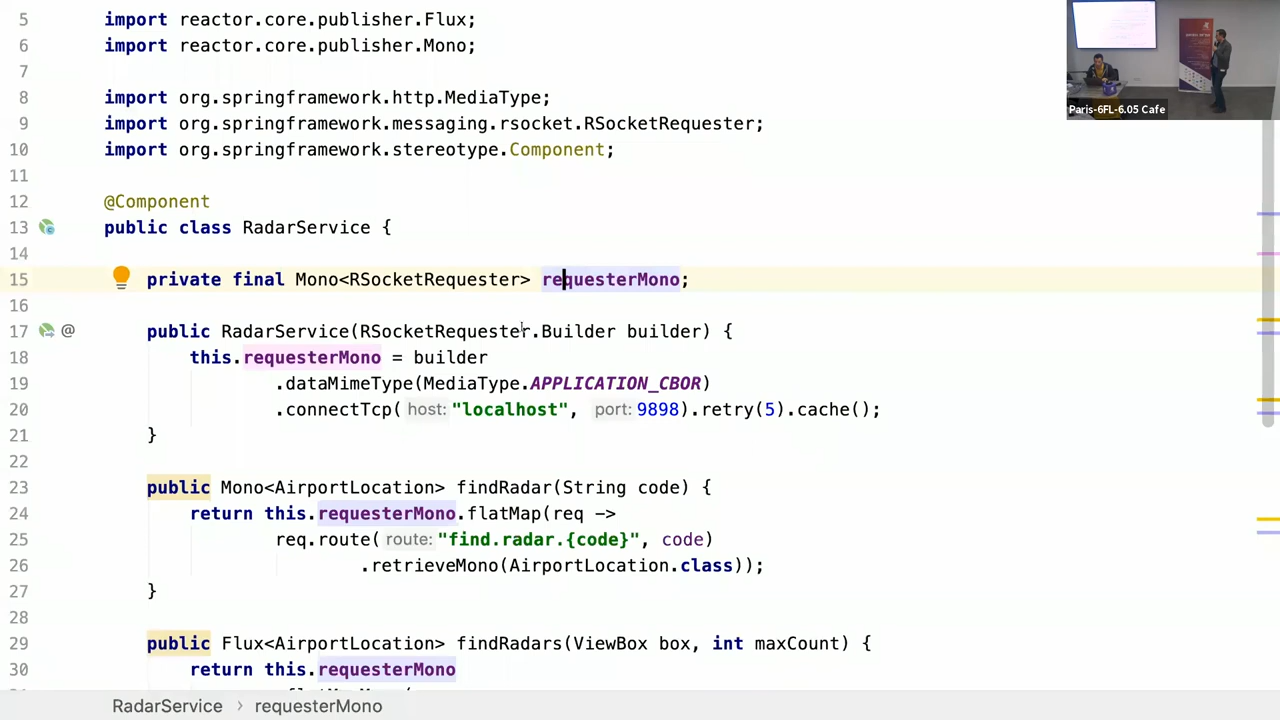 5 import reactor.core.publisher.Flux;
6 import reactor.core.publisher.Mono;
7
8 import org.springframework.http.MediaType;
9 import org.springframework.messaging.rsocket.RSocketRequester;
10 import org.springframework.stereotype.Component;
11
12 @Component
13 public class RadarService {
14
15 private final Mono<RSocketRequester> requesterMono;
16
17 @ public RadarService(RSocketRequester.Builder builder) {
18 this.requesterMono = builder
19 .dataMimeType(MediaType.APPLICATION_CBOR)
20 .connectTcp( host: "localhost", port: 9898).retry(5).cache();
21 }
22
23 public Mono<AirportLocation> findRadar(String code) {
24 return this.requesterMono.flatMap(req ->
25 req.route( route: "find.radar.{code}", code)
26 .retrieveMono(AirportLocation.class));
27 }
28
29 public Flux<AirportLocation> findRadars(ViewBox box, int maxCount) {
30 return this.requesterMono
RadarService › requesterMono
Paris-6FL-6.05 Cafe